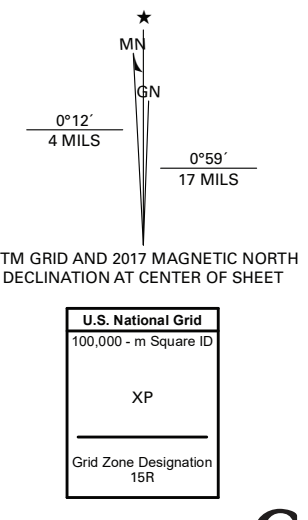 ★
MN
GN
0°12´
4 MILS
0°59´
17 MILS
TM GRID AND 2017 MAGNETIC NORTH
DECLINATION AT CENTER OF SHEET
U.S. National Grid
100,000 - m Square ID
XP
Grid Zone Designation
15R